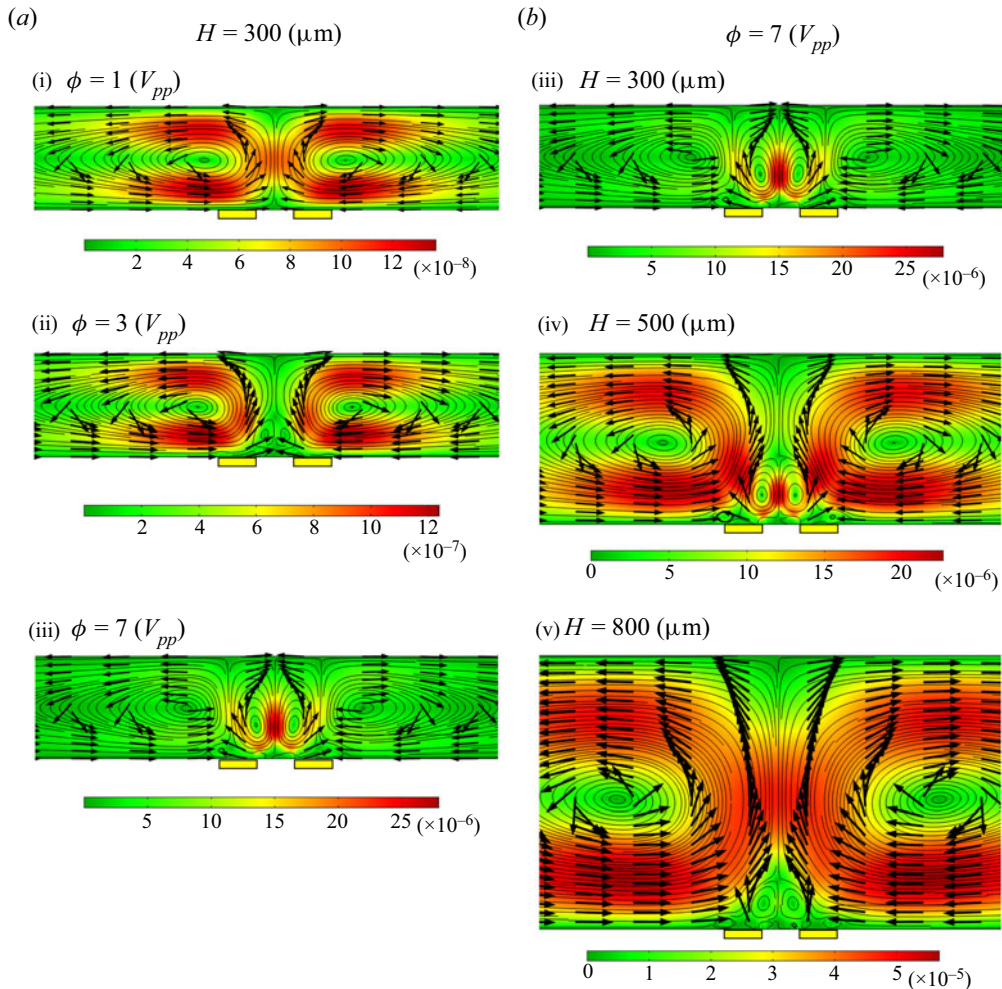 (a)
H = 300 (μm)
(i) ϕ = 1 (Vpp)
2 4 6 8 10 12 (×10⁻⁸)
(ii) ϕ = 3 (Vpp)
2 4 6 8 10 12
(×10⁻⁷)
(iii) ϕ = 7 (Vpp)
5 10 15 20 25 (×10⁻⁶)
(b)
ϕ = 7 (Vpp)
(iii) H = 300 (μm)
5 10 15 20 25 (×10⁻⁶)
(iv) H = 500 (μm)
0 5 10 15 20 (×10⁻⁶)
(v) H = 800 (μm)
0 1 2 3 4 5 (×10⁻⁵)